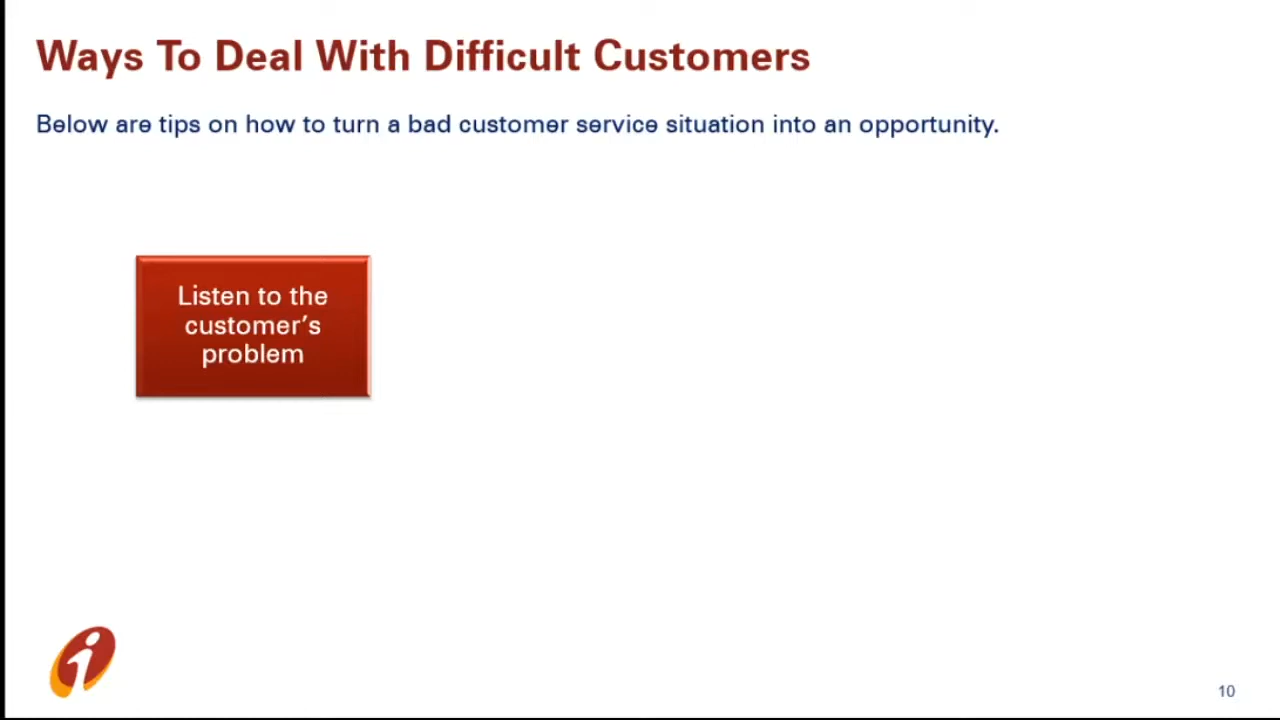 Ways To Deal With Difficult Customers
Below are tips on how to turn a bad customer service situation into an opportunity.
Listen to the
customer’s
problem
10